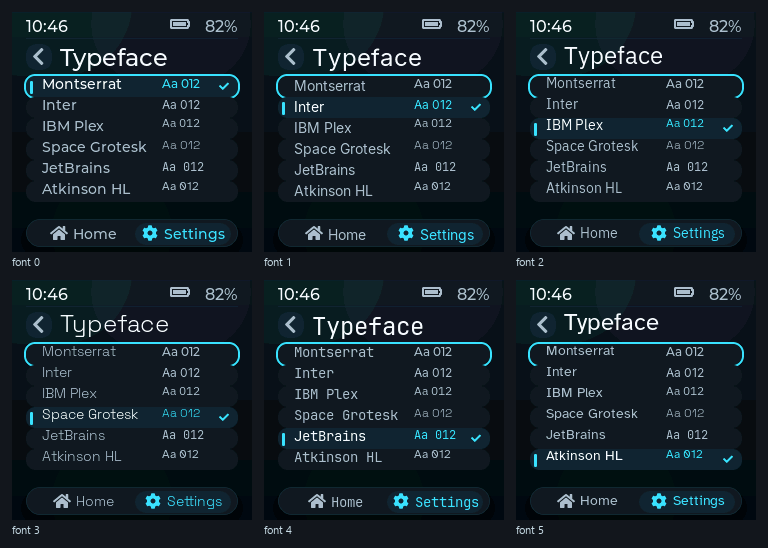 10:46 82%
Typeface
Montserrat Aa 012
Inter Aa 012
IBM Plex Aa 012
Space Grotesk Aa 012
JetBrains Aa 012
Atkinson HL Aa 012
Home Settings
font 0
10:46 82%
Typeface
Montserrat Aa 012
Inter Aa 012
IBM Plex Aa 012
Space Grotesk Aa 012
JetBrains Aa 012
Atkinson HL Aa 012
Home Settings
font 1
10:46 82%
Typeface
Montserrat Aa 012
Inter Aa 012
IBM Plex Aa 012
Space Grotesk Aa 012
JetBrains Aa 012
Atkinson HL Aa 012
Home Settings
font 2
10:46 82%
Typeface
Montserrat Aa 012
Inter Aa 012
IBM Plex Aa 012
Space Grotesk Aa 012
JetBrains Aa 012
Atkinson HL Aa 012
Home Settings
font 3
10:46 82%
Typeface
Montserrat Aa 012
Inter Aa 012
IBM Plex Aa 012
Space Grotesk Aa 012
JetBrains Aa 012
Atkinson HL Aa 012
Home Settings
font 4
10:46 82%
Typeface
Montserrat Aa 012
Inter Aa 012
IBM Plex Aa 012
Space Grotesk Aa 012
JetBrains Aa 012
Atkinson HL Aa 012
Home Settings
font 5